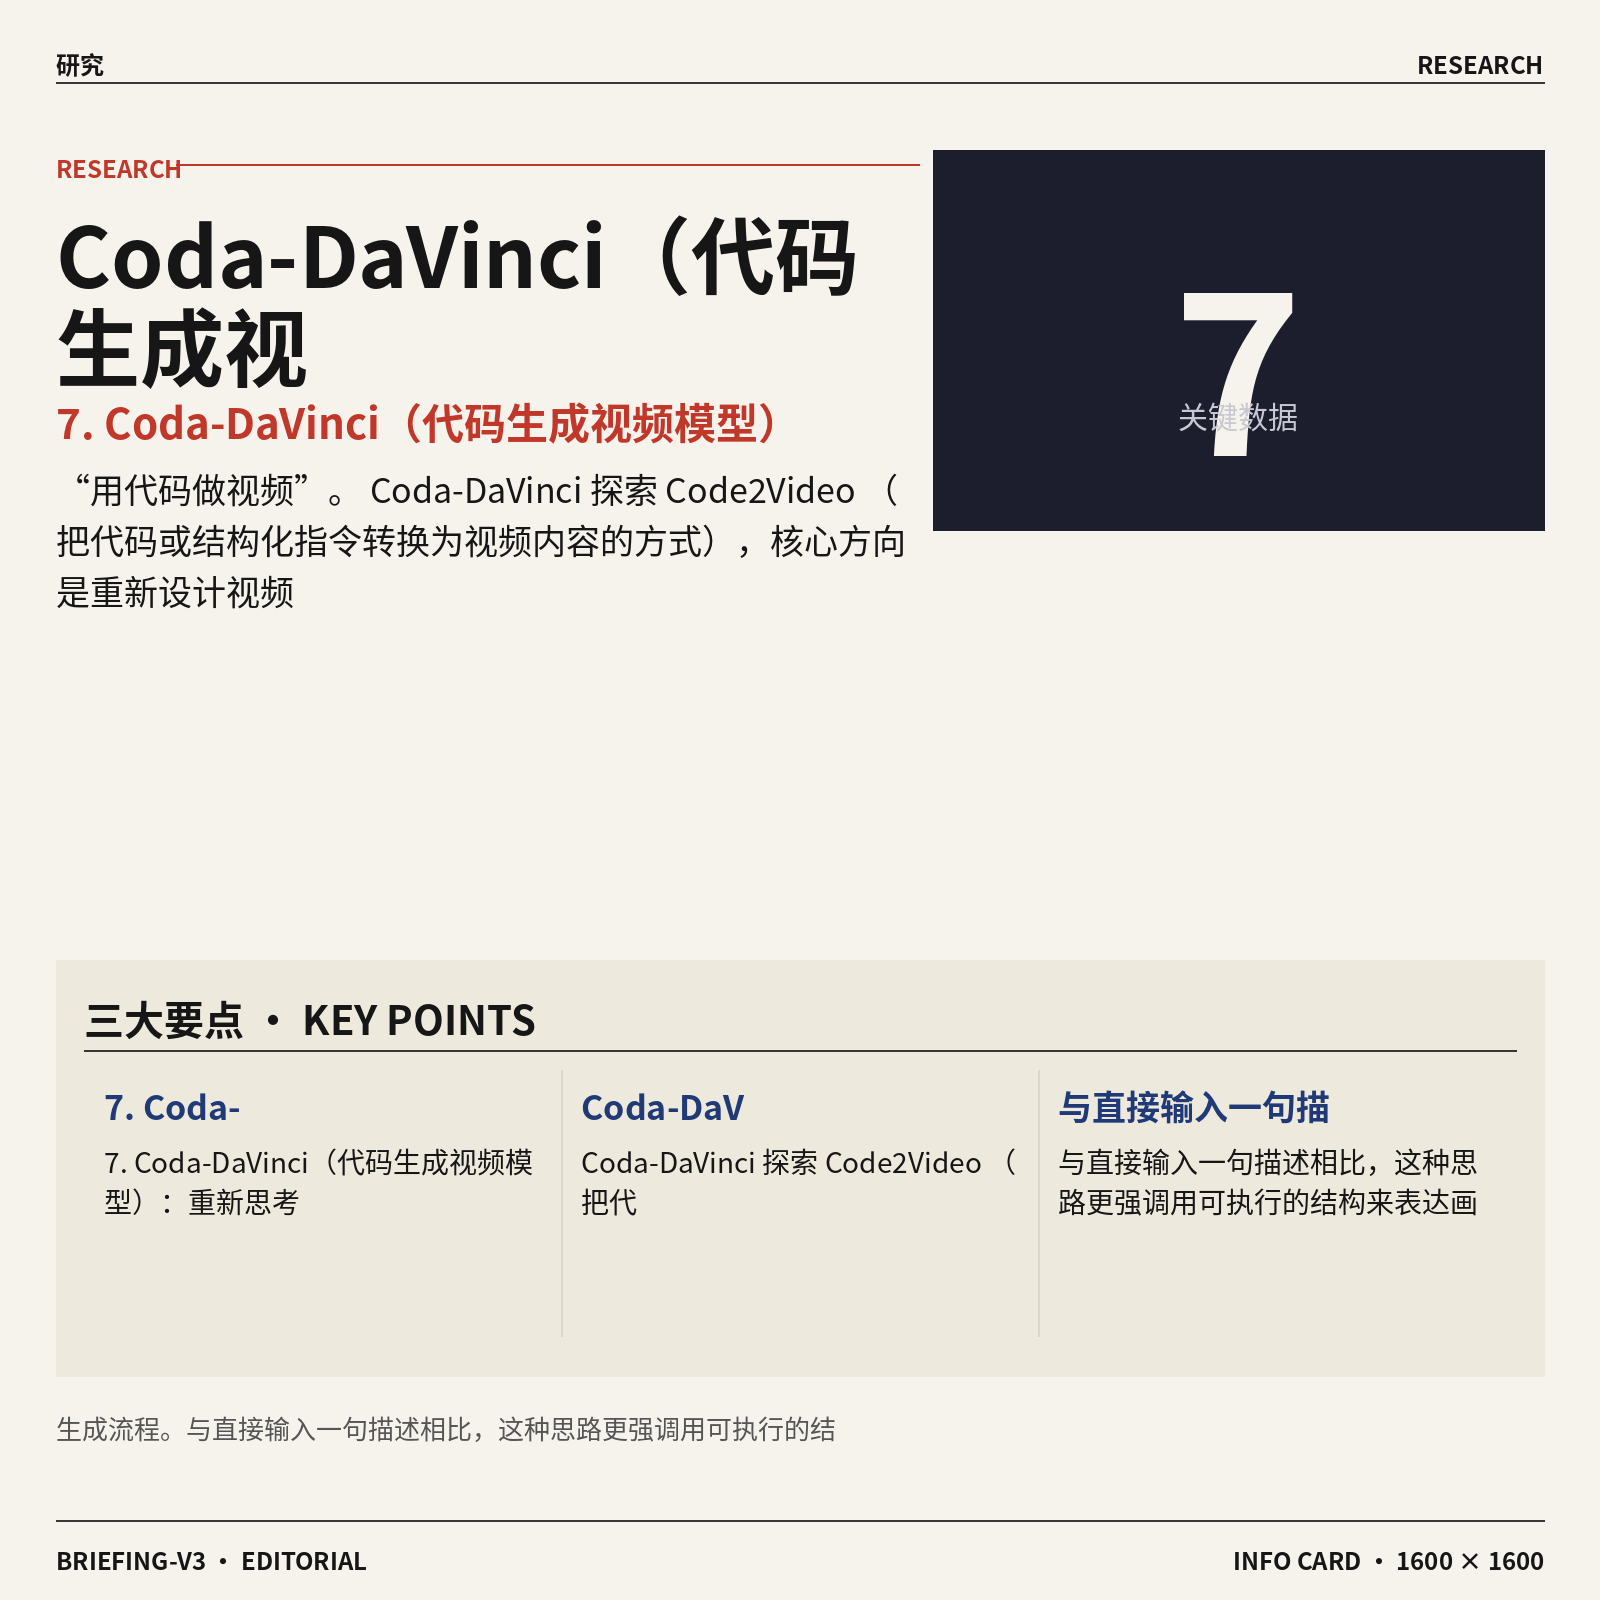 研究
RESEARCH
RESEARCH
Coda-DaVinci（代码
生成视
7. Coda-DaVinci（代码生成视频模型）
“用代码做视频”。 Coda-DaVinci 探索 Code2Video （
把代码或结构化指令转换为视频内容的方式），核心方向
是重新设计视频
7
关键数据
三大要点 · KEY POINTS
7. Coda-
7. Coda-DaVinci（代码生成视频模
型）：重新思考
Coda-DaV
Coda-DaVinci 探索 Code2Video （
把代
与直接输入一句描
与直接输入一句描述相比，这种思
路更强调用可执行的结构来表达画
生成流程。与直接输入一句描述相比，这种思路更强调用可执行的结
BRIEFING-V3 · EDITORIAL
INFO CARD · 1600 × 1600